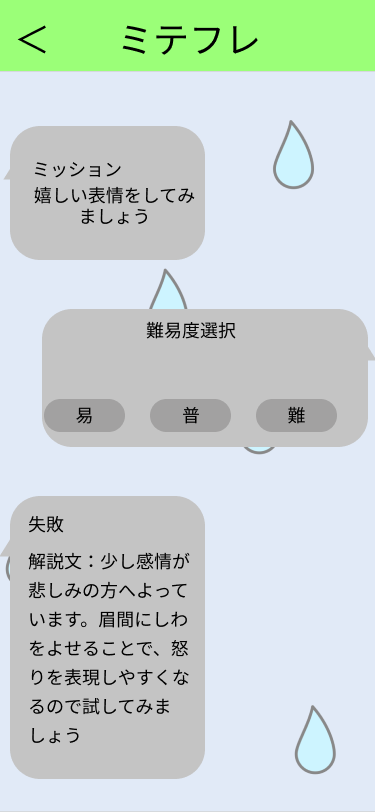 ＜ ミテフレ
ミッション
嬉しい表情をしてみ
ましょう
難易度選択
易 普 難
失敗
解説文：少し感情が
悲しみの方へよって
います。眉間にしわ
をよせることで、怒
りを表現しやすくな
るので試してみま
しょう